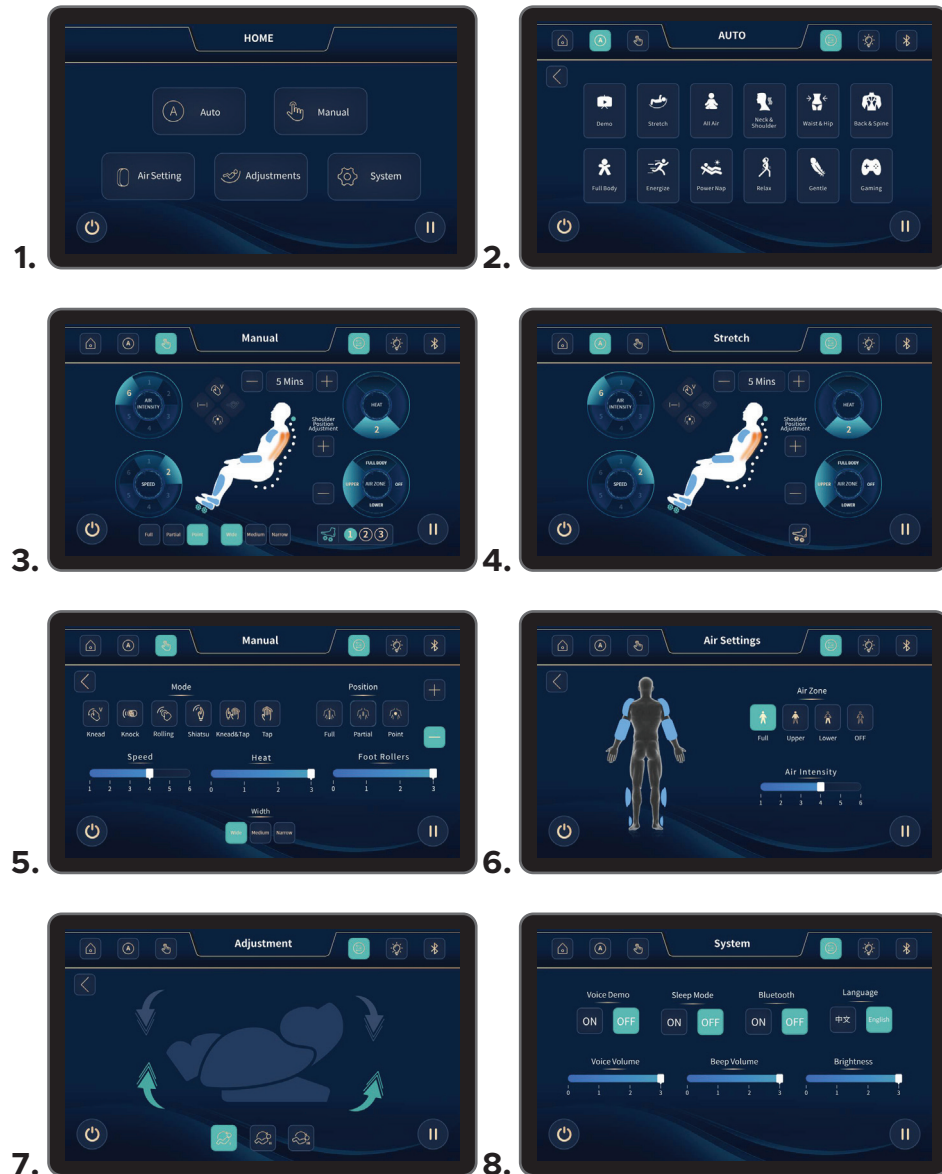 1.
HOME
Auto
Manual
Air Setting
Adjustments
System
2.
AUTO
Demo
Stretch
All Air
Neck &
Shoulder
Waist & Hip
Back & Spine
Full Body
Energize
Power Nap
Relax
Gentle
Gaming
3.
Manual
5 Mins
1
2
6
AIR
INTENSITY
HEAT
2
Shoulder
Position
Adjustment
1
2
6
SPEED
FULL BODY
UPPER
AIR ZONE
OFF
LOWER
Full
Partial
Point
Wide
Medium
Narrow
1 2 3
4.
Stretch
5 Mins
1
2
6
AIR
INTENSITY
HEAT
2
Shoulder
Position
Adjustment
1
2
6
SPEED
FULL BODY
UPPER
AIR ZONE
OFF
LOWER
5.
Manual
Mode
Position
Knead
Knock
Rolling
Shiatsu
Knead&Tap
Tap
Full
Partial
Point
Speed
Heat
Foot Rollers
1 2 3 4 5 6
0 1 2 3
0 1 2 3
Width
Wide
Medium
Narrow
6.
Air Settings
Air Zone
Full
Upper
Lower
OFF
Air Intensity
1 2 3 4 5 6
7.
Adjustment
8.
System
Voice Demo
Sleep Mode
Bluetooth
Language
ON OFF
ON OFF
ON OFF
中文 English
Voice Volume
Beep Volume
Brightness
0 1 2 3
0 1 2 3
0 1 2 3